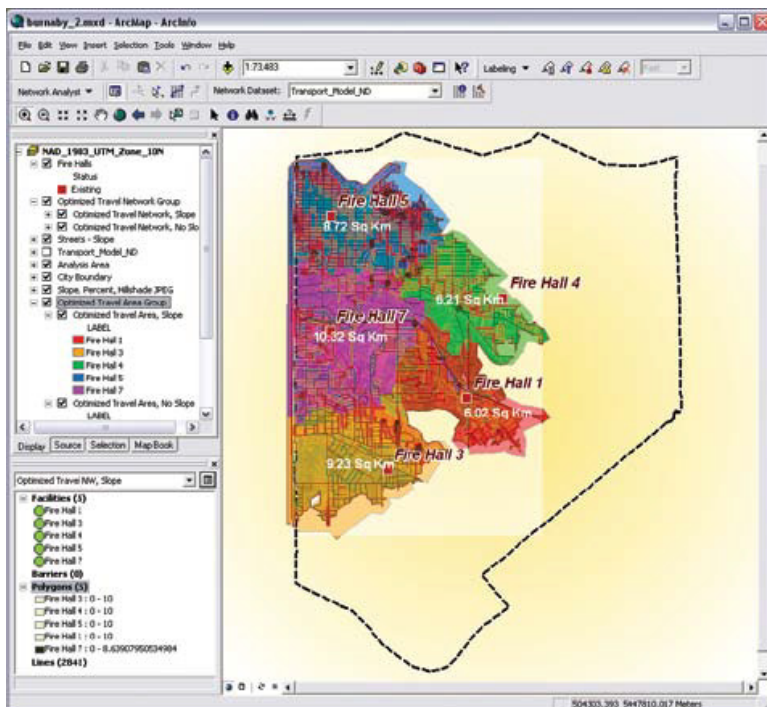 burnaby_2.mxd - ArcMap - ArcInfo
File Edit View Insert Selection Tools Window Help
1:73,483
Labeling
Fast
Network Analyst
Network Dataset: Transport_Model_ND
NAD_1983_UTM_Zone_10N
Fire Halls
Status
Existing
Optimized Travel Network Group
Optimized Travel Network, Slope
Optimized Travel Network, No Slo
Streets - Slope
Transport_Model_ND
Analysis Area
City Boundary
Slope, Percent, Hillshade JPEG
Optimized Travel Area Group
Optimized Travel Area, Slope
LABEL
Fire Hall 1
Fire Hall 3
Fire Hall 4
Fire Hall 5
Fire Hall 7
Optimized Travel Area, No Slope
LABEL
Display Source Selection Map Book
Optimized Travel NW, Slope
Facilities (5)
Fire Hall 1
Fire Hall 3
Fire Hall 4
Fire Hall 5
Fire Hall 7
Barriers (0)
Polygons (5)
Fire Hall 3 : 0 - 10
Fire Hall 4 : 0 - 10
Fire Hall 5 : 0 - 10
Fire Hall 1 : 0 - 10
Fire Hall 7 : 0 - 8.63907950534984
Lines (2841)
Fire Hall 5
8.72 Sq Km
Fire Hall 4
6.21 Sq Km
Fire Hall 7
10.32 Sq Km
Fire Hall 1
6.02 Sq Km
Fire Hall 3
9.23 Sq Km
504303.393 5447810.017 Meters